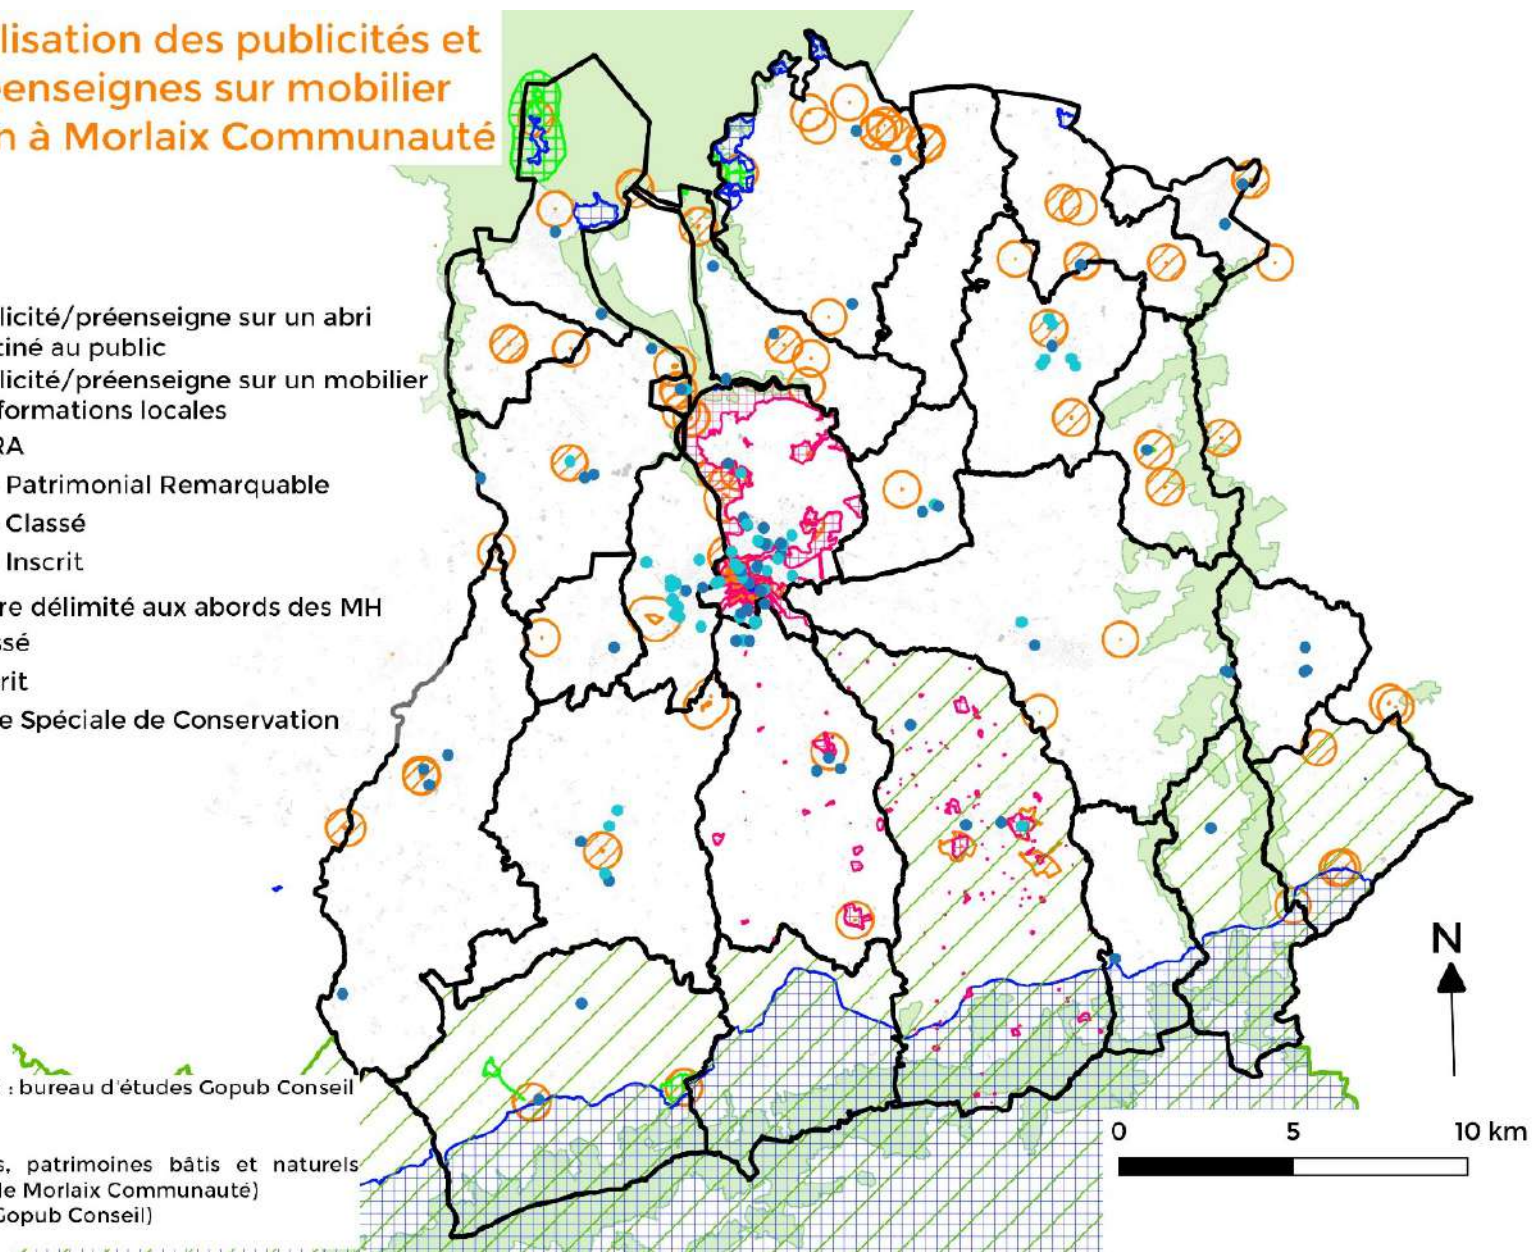 lisation des publicités et
enseignes sur mobilier
n à Morlaix Communauté
licité/préenseigne sur un abri
tiné au public
licité/préenseigne sur un mobilier
formations locales
RA
Patrimonial Remarquable
Classé
Inscrit
re délimité aux abords des MH
ssé
rit
e Spéciale de Conservation
: bureau d'études Gopub Conseil
s, patrimoines bâtis et naturels
de Morlaix Communauté)
Gopub Conseil)
N
0 5 10 km